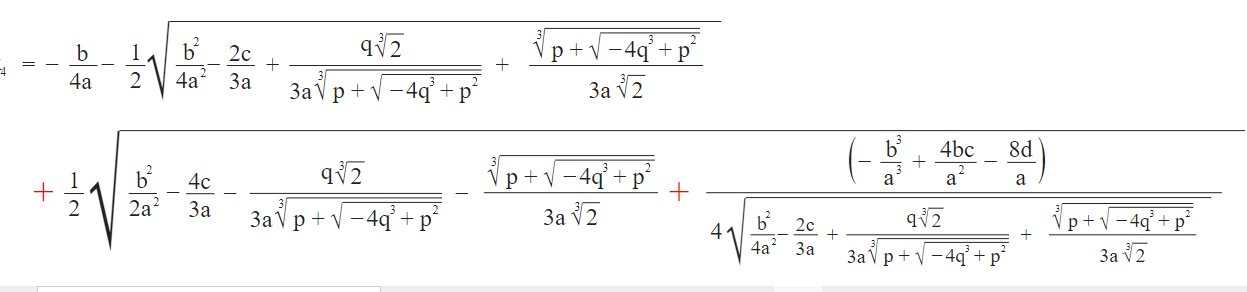 ₄ = − b/4a − 1/2 √(b²/4a² − 2c/3a + q∛2/(3a∛(p + √(−4q³ + p²))) + ∛(p + √(−4q³ + p²))/(3a∛2))
+ 1/2 √(b²/2a² − 4c/3a − q∛2/(3a∛(p + √(−4q³ + p²))) − ∛(p + √(−4q³ + p²))/(3a∛2) + (−b³/a³ + 4bc/a² − 8d/a)/(4√(b²/4a² − 2c/3a + q∛2/(3a∛(p + √(−4q³ + p²))) + ∛(p + √(−4q³ + p²))/(3a∛2))))